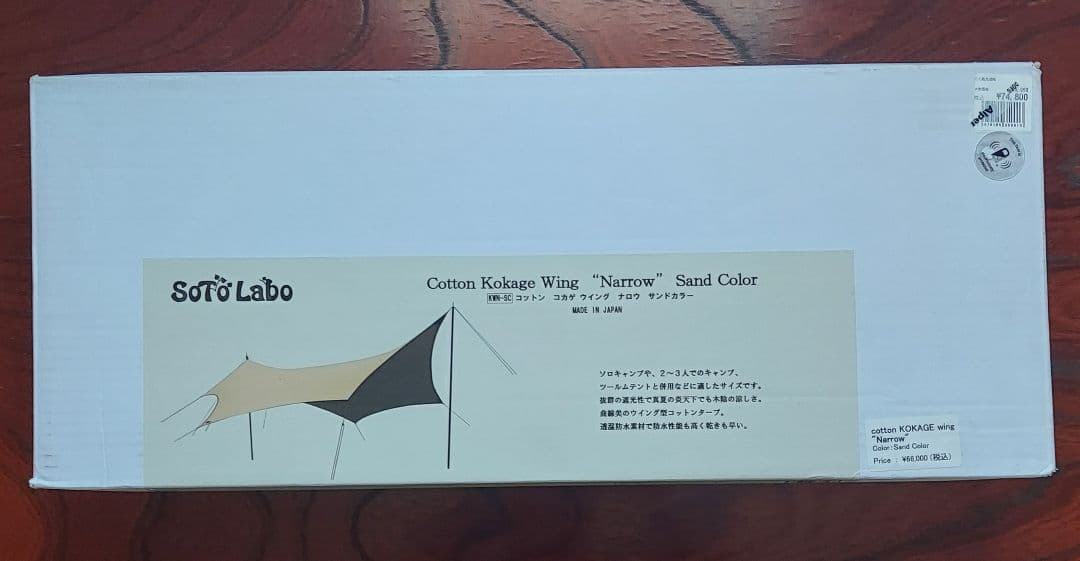 ¥74,800
Alpen
SoTo Labo
Cotton Kokage Wing “Narrow” Sand Color
KWN-SC コットン コカゲ ウイング ナロウ サンドカラー
MADE IN JAPAN
ソロキャンプや、2〜3人でのキャンプ、
ツールムテントと併用などに適したサイズです。
抜群の遮光性で真夏の炎天下でも木陰の涼しさ。
曲線美のウイング型コットンタープ。
透湿防水素材で防水性能も高く乾きも早い。
cotton KOKAGE wing
"Narrow"
Color:Sand Color
Price : ¥66,000(税込)